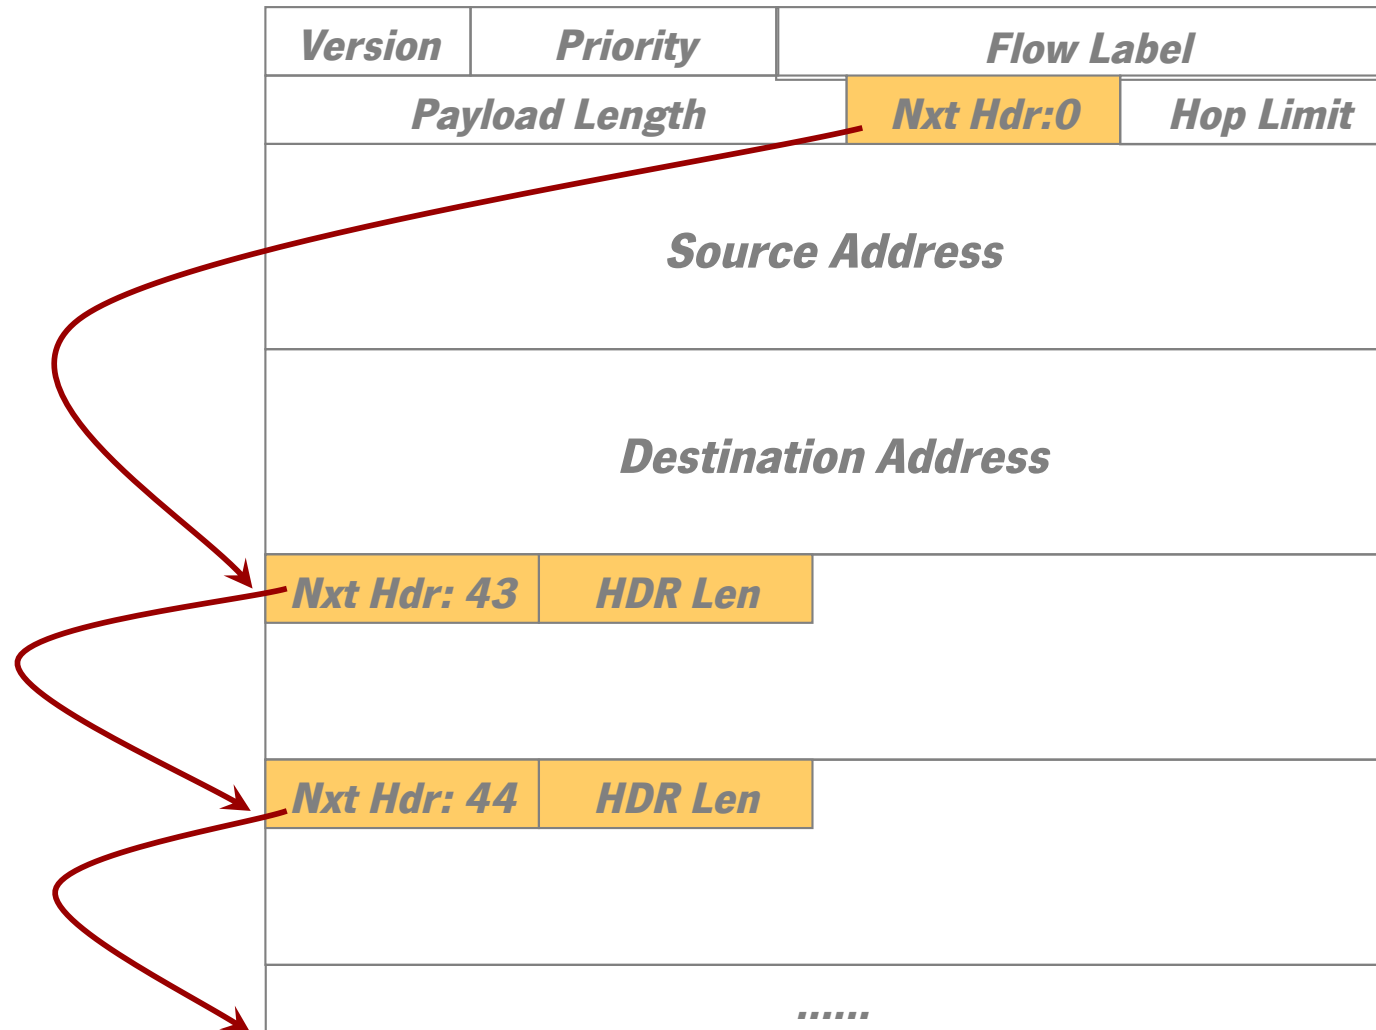 Version Priority Flow Label
Payload Length Nxt Hdr:0 Hop Limit
Source Address
Destination Address
Nxt Hdr: 43 HDR Len
Nxt Hdr: 44 HDR Len
......